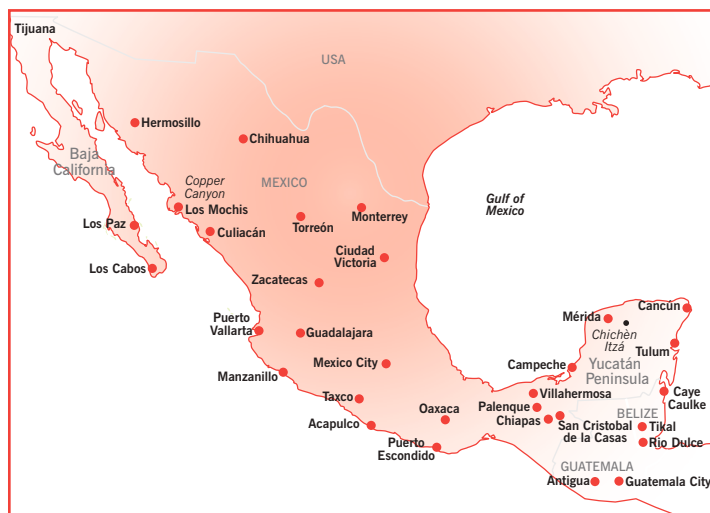 Tijuana
USA
Hermosillo
Chihuahua
Baja
California
Copper
Canyon
MEXICO
Los Mochis
Monterrey
Gulf of
Mexico
Los Paz
Culiacán
Torreón
Ciudad
Victoria
Los Cabos
Zacatecas
Cancún
Mérida
Puerto
Vallarta
Guadalajara
Chichèn
Itzá
Tulum
Mexico City
Campeche
Yucatán
Peninsula
Manzanillo
Villahermosa
Caye
Caulke
Taxco
Oaxaca
Palenque
Chiapas
BELIZE
Acapulco
San Cristobal
de la Casas
Tikal
Puerto
Escondido
Rio Dulce
GUATEMALA
Antigua
Guatemala City